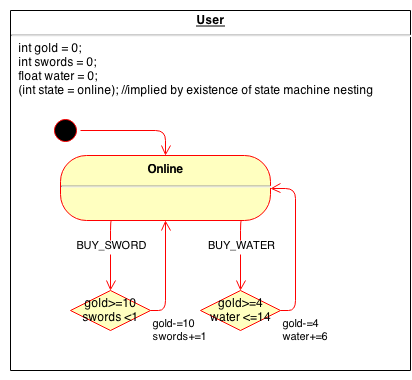 User
int gold = 0;
int swords = 0;
float water = 0;
(int state = online); //implied by existence of state machine nesting
Online
BUY_SWORD
BUY_WATER
gold>=10
swords <1
gold>=4
water <=14
gold-=10
swords+=1
gold-=4
water+=6